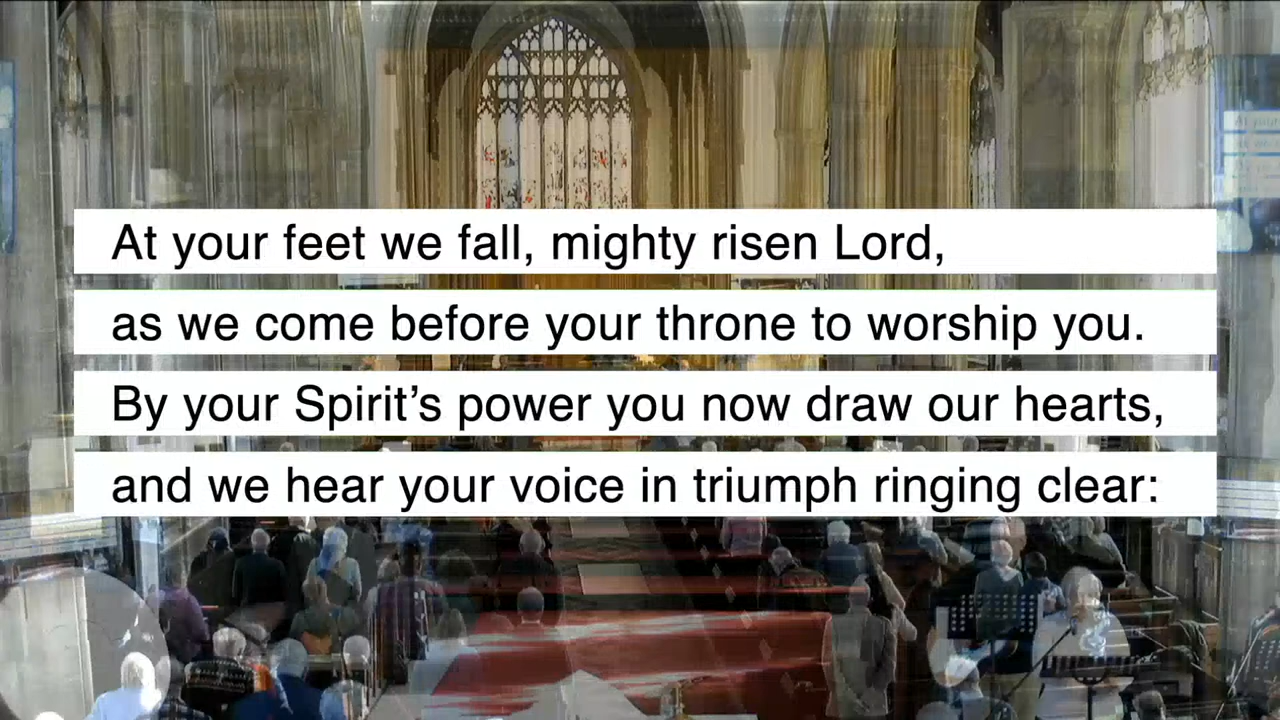 At your feet we fall, mighty risen Lord,
as we come before your throne to worship you.
By your Spirit’s power you now draw our hearts,
and we hear your voice in triumph ringing clear: